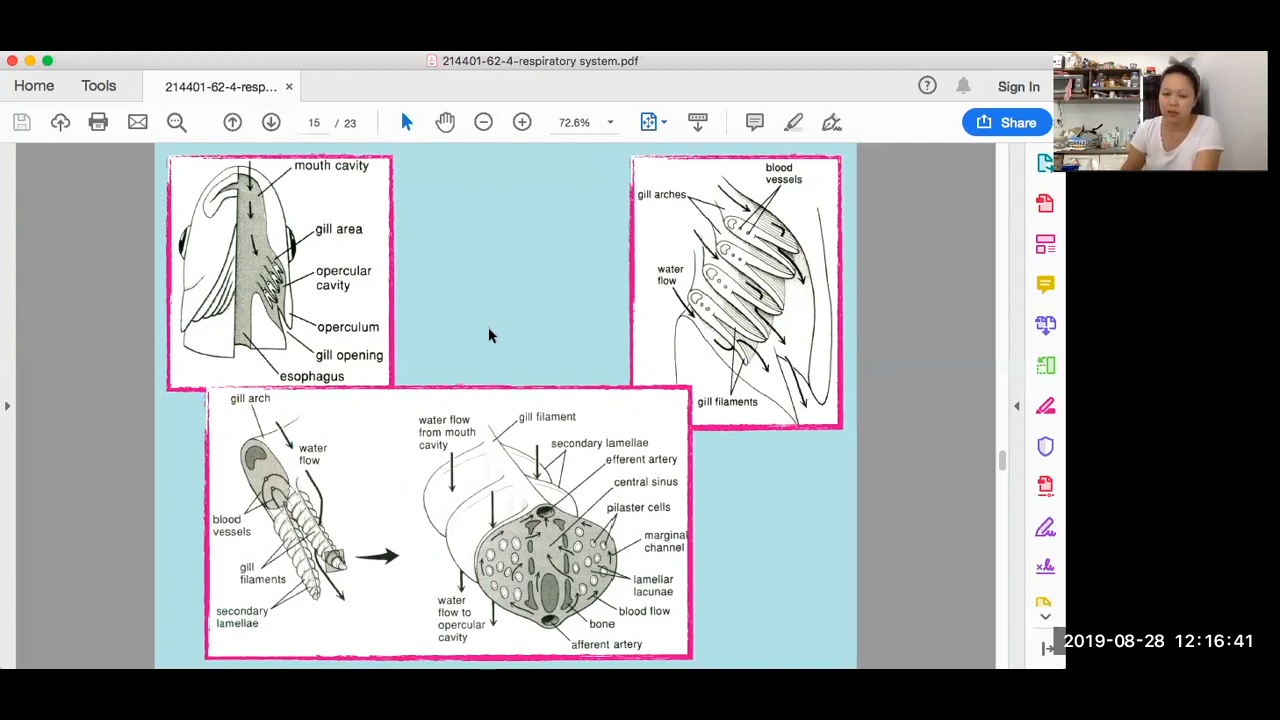 214401-62-4-respiratory system.pdf
Home
Tools
214401-62-4-resp...
Sign In
15 / 23
72.6%
Share
mouth cavity
gill area
opercular
cavity
operculum
gill opening
esophagus
blood
vessels
gill arches
water
flow
gill filaments
gill arch
water
flow
blood
vessels
gill
filaments
secondary
lamellae
water flow
from mouth
cavity
gill filament
secondary lamellae
efferent artery
central sinus
pilaster cells
marginal
channel
lamellar
lacunae
blood flow
bone
afferent artery
water
flow to
opercular
cavity
2019-08-28 12:16:41